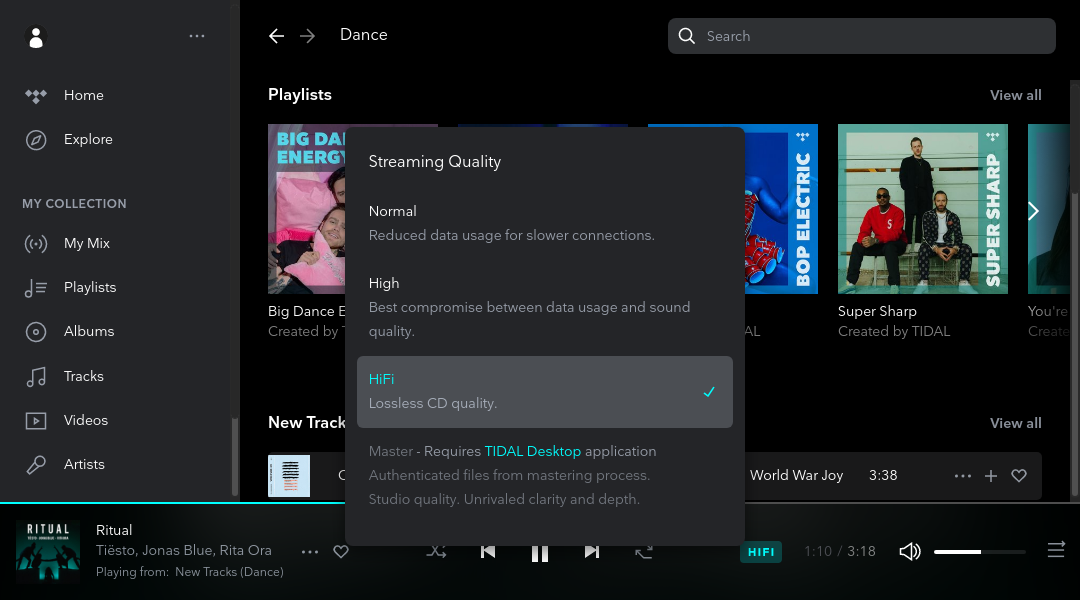 Dance
Search
Home
Explore
MY COLLECTION
My Mix
Playlists
Albums
Tracks
Videos
Artists
Playlists
View all
BIG DA
ENERGY
BOP ELECTRIC
SUPER SHARP
Big Dance E
Created by T
AL
Super Sharp
Created by TIDAL
You're
Create
Streaming Quality
Normal
Reduced data usage for slower connections.
High
Best compromise between data usage and sound
quality.
HiFi
Lossless CD quality.
Master - Requires TIDAL Desktop application
Authenticated files from mastering process.
Studio quality. Unrivaled clarity and depth.
New Track
View all
World War Joy
3:38
RITUAL
Ritual
Tiësto, Jonas Blue, Rita Ora
Playing from: New Tracks (Dance)
HIFI
1:10 / 3:18